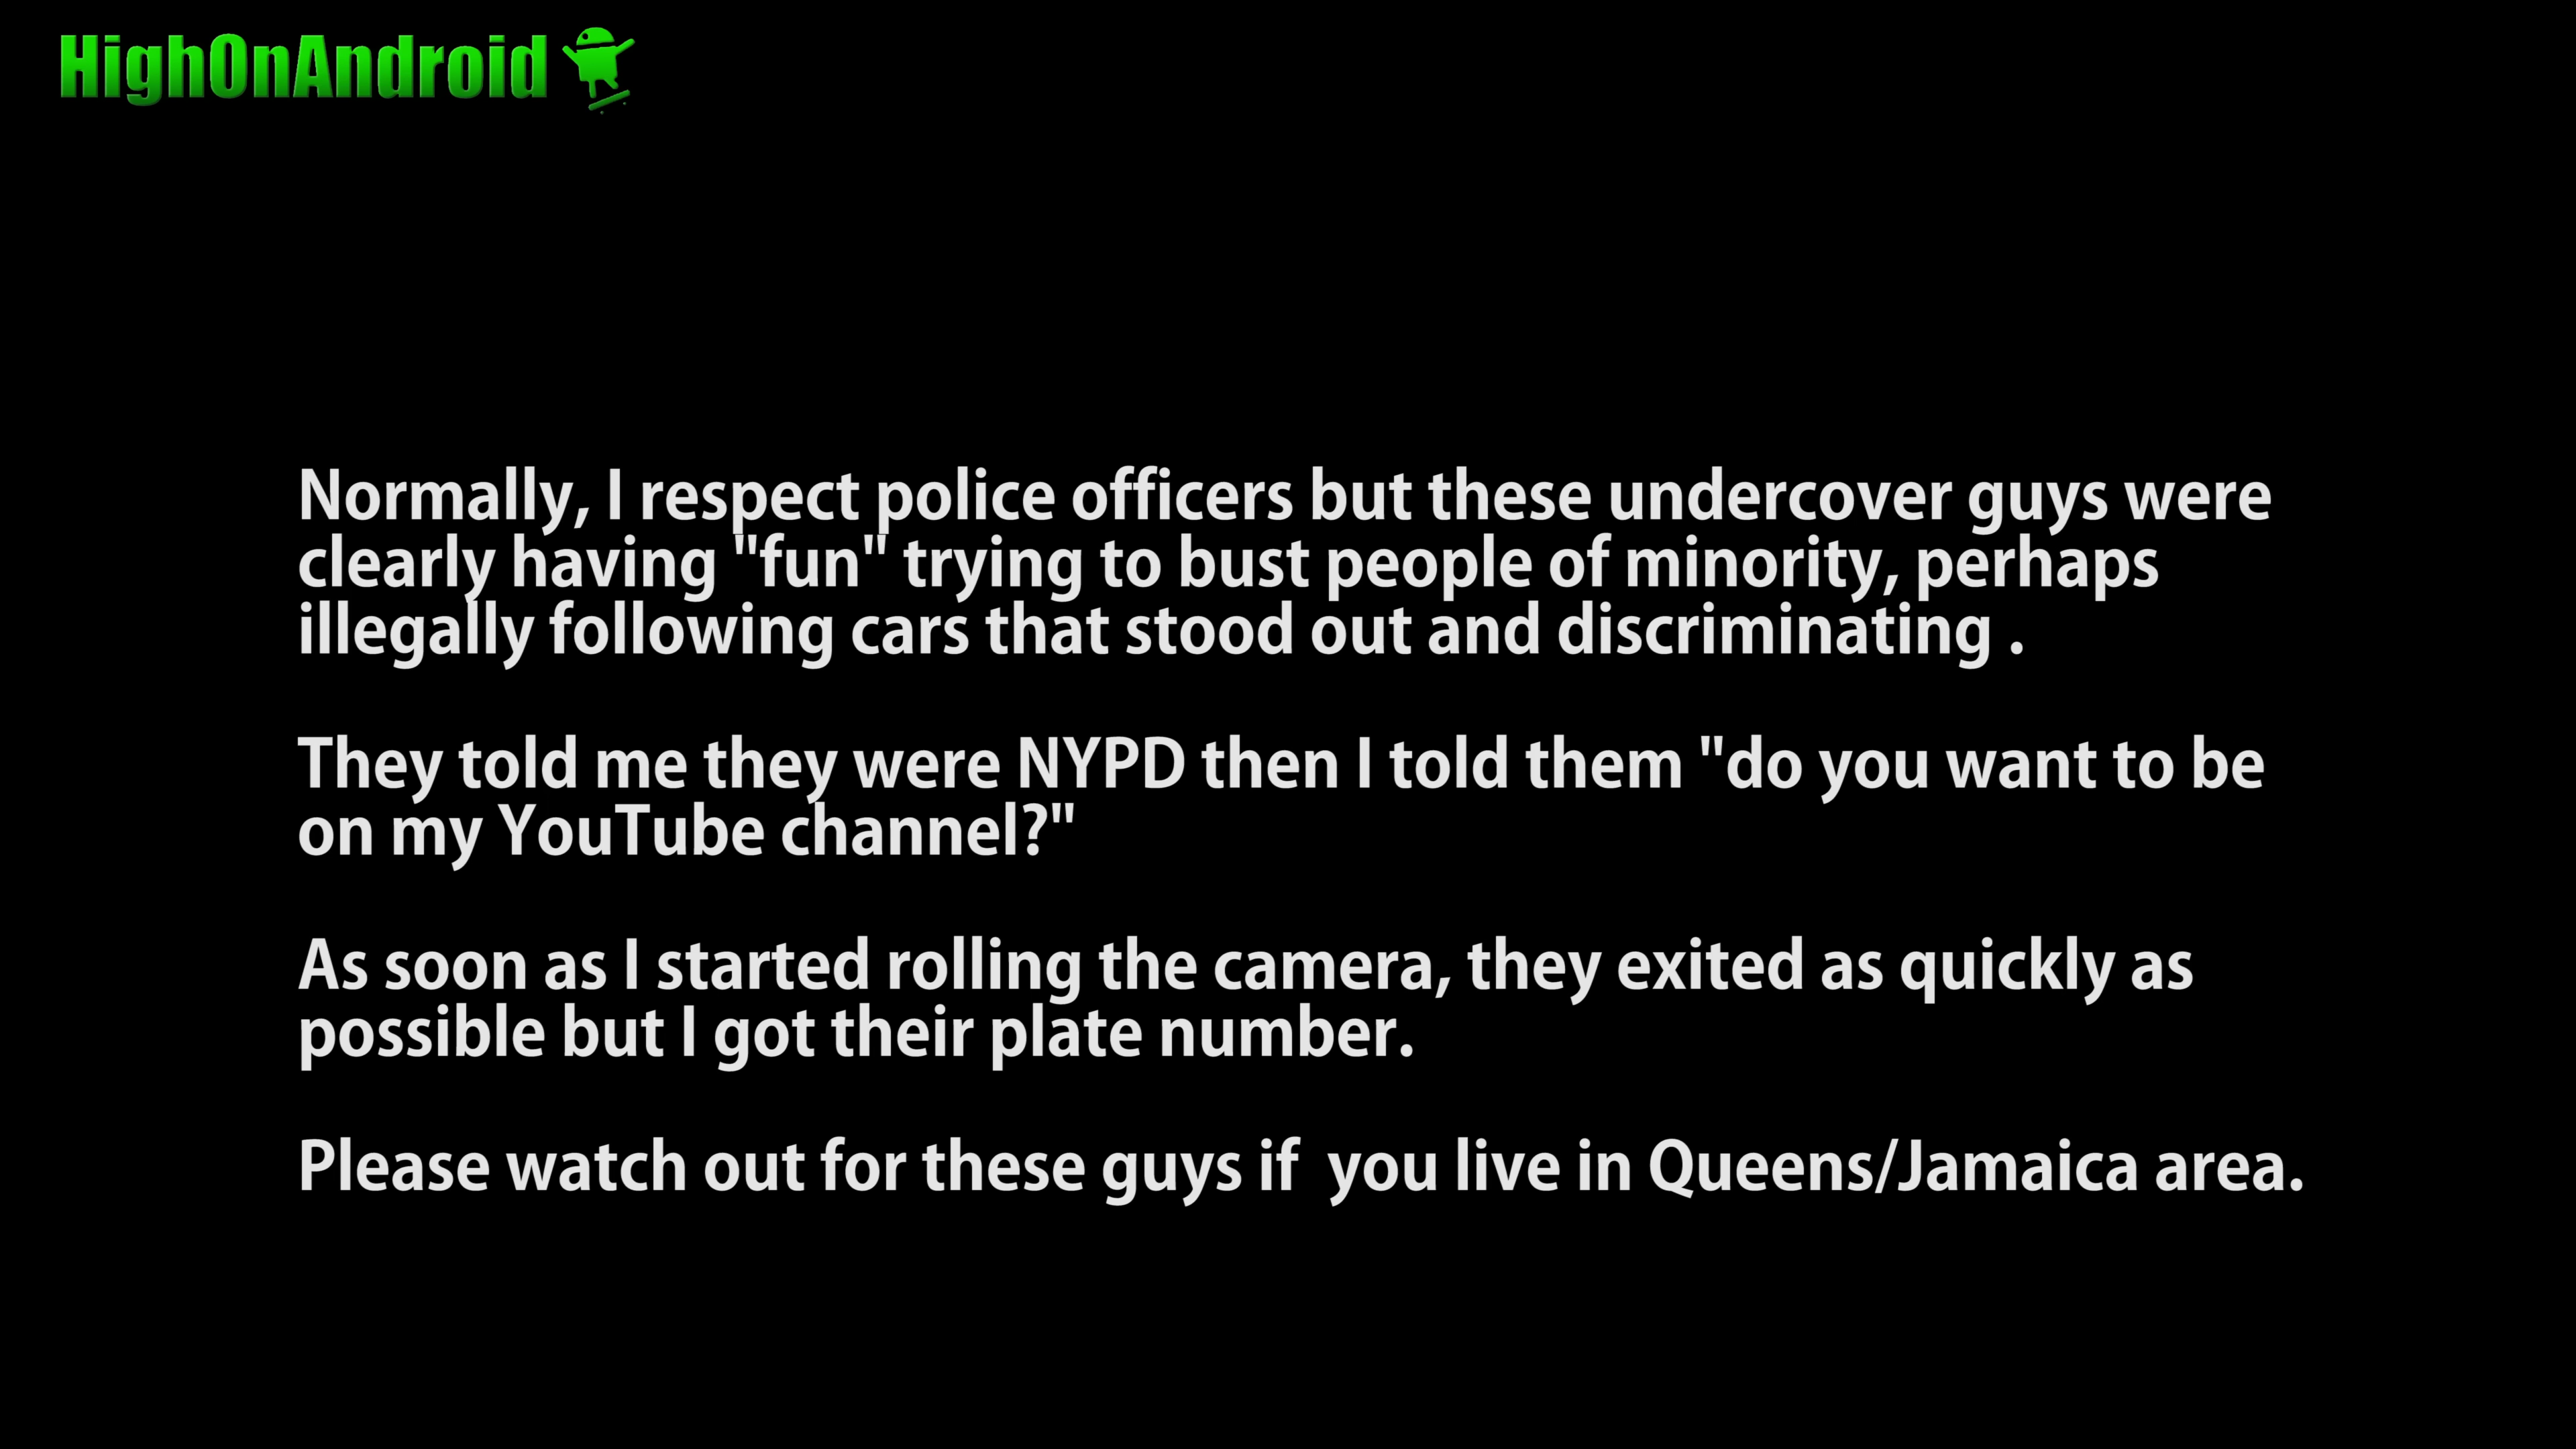 HighOnAndroid
Normally, I respect police officers but these undercover guys were
clearly having "fun" trying to bust people of minority, perhaps
illegally following cars that stood out and discriminating .
They told me they were NYPD then I told them "do you want to be
on my YouTube channel?"
As soon as I started rolling the camera, they exited as quickly as
possible but I got their plate number.
Please watch out for these guys if  you live in Queens/Jamaica area.